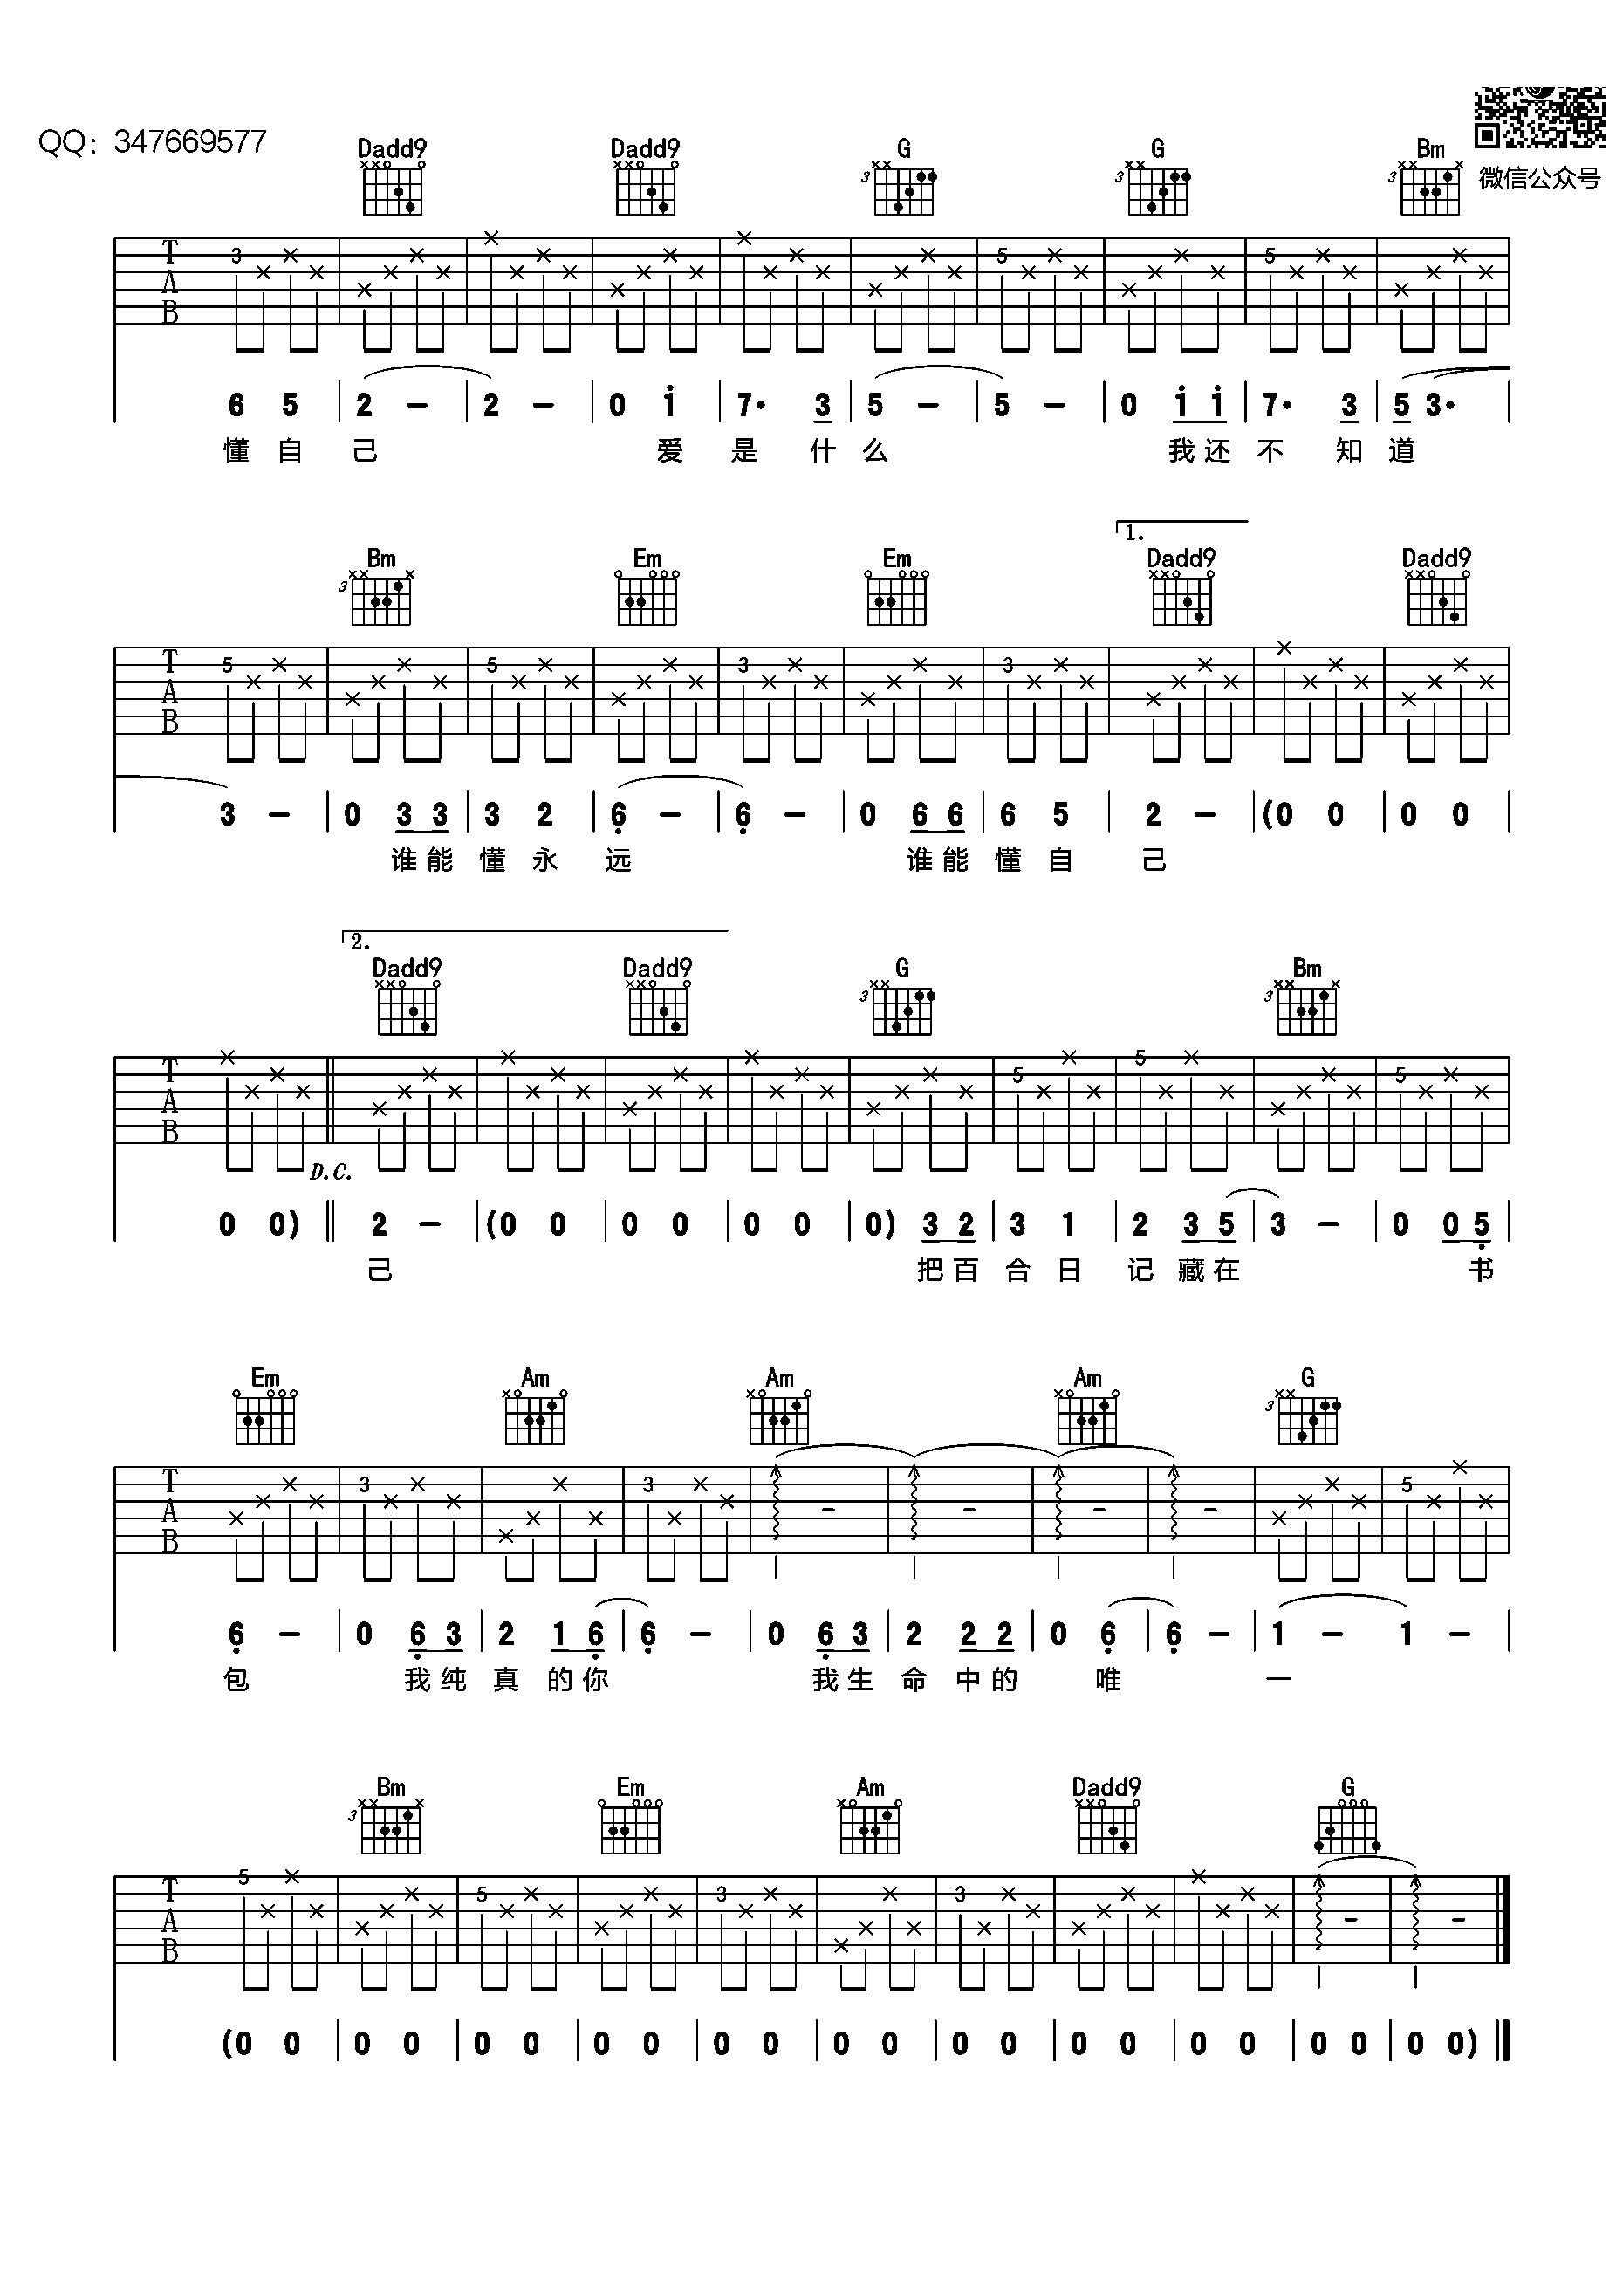 QQ：347669577
微信公众号
Dadd9 Dadd9 G G Bm
3 3 3
T A B 3 5 5
6 5 | 2 - | 2 - | 0 i | 7· 3 | 5 - | 5 - | 0 i i | 7· 3 | 5 3· |
懂 自 己 爱 是 什 么 我 还 不 知 道
1.
Bm Em Em Dadd9 Dadd9
3
T A B 5 5 3 3
3 - | 0 3 3 | 3 2 | 6 - | 6 - | 0 6 6 | 6 5 | 2 - | (0 0 | 0 0 |
谁 能 懂 永 远 谁 能 懂 自 己
2.
Dadd9 Dadd9 G Bm
3 3
T A B 5 5 5
D.C.
0 0) || 2 - | (0 0 | 0 0 | 0 0 | 0) 3 2 | 3 1 | 2 3 5 | 3 - | 0 0 5 |
己 把 百 合 日 记 藏 在 书
Em Am Am Am G
3
T A B 3 3 5
6 - | 0 6 3 | 2 1 6 | 6 - | 0 6 3 | 2 2 2 | 0 6 | 6 - | 1 - 1 - |
包 我 纯 真 的 你 我 生 命 中 的 唯 一
Bm Em Am Dadd9 G
3
T A B 5 5 3 3
(0 0 | 0 0 | 0 0 | 0 0 | 0 0 | 0 0 | 0 0 | 0 0 | 0 0 | 0 0 | 0 0) ‖